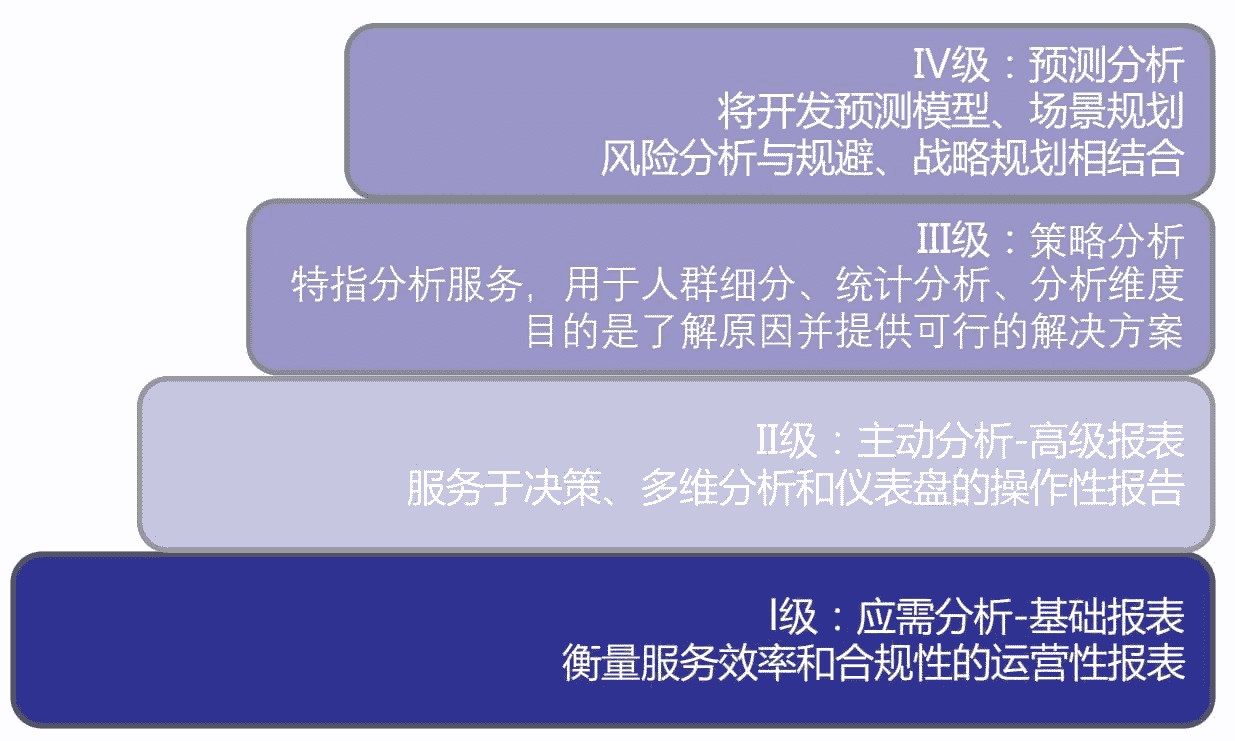 IV级：预测分析
将开发预测模型、场景规划
风险分析与规避、战略规划相结合
III级：策略分析
特指分析服务，用于人群细分、统计分析、分析维度
目的是了解原因并提供可行的解决方案
II级：主动分析-高级报表
服务于决策、多维分析和仪表盘的操作性报告
I级：应需分析-基础报表
衡量服务效率和合规性的运营性报表